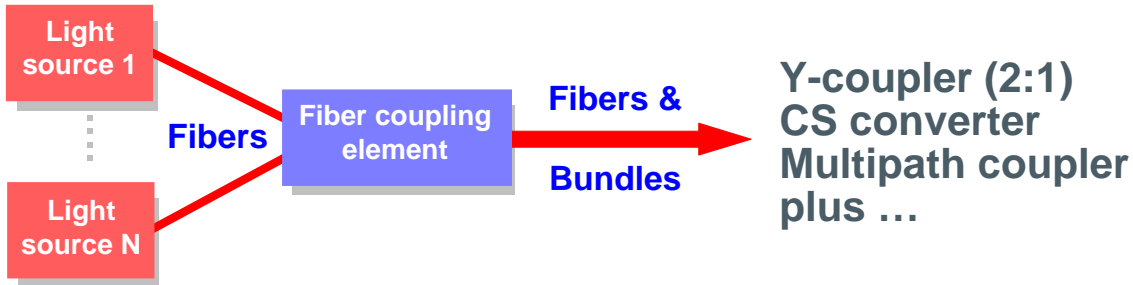 Light
source 1
Fibers
Light
source N
Fiber coupling
element
Fibers &
Bundles
Y-coupler (2:1)
CS converter
Multipath coupler
plus …